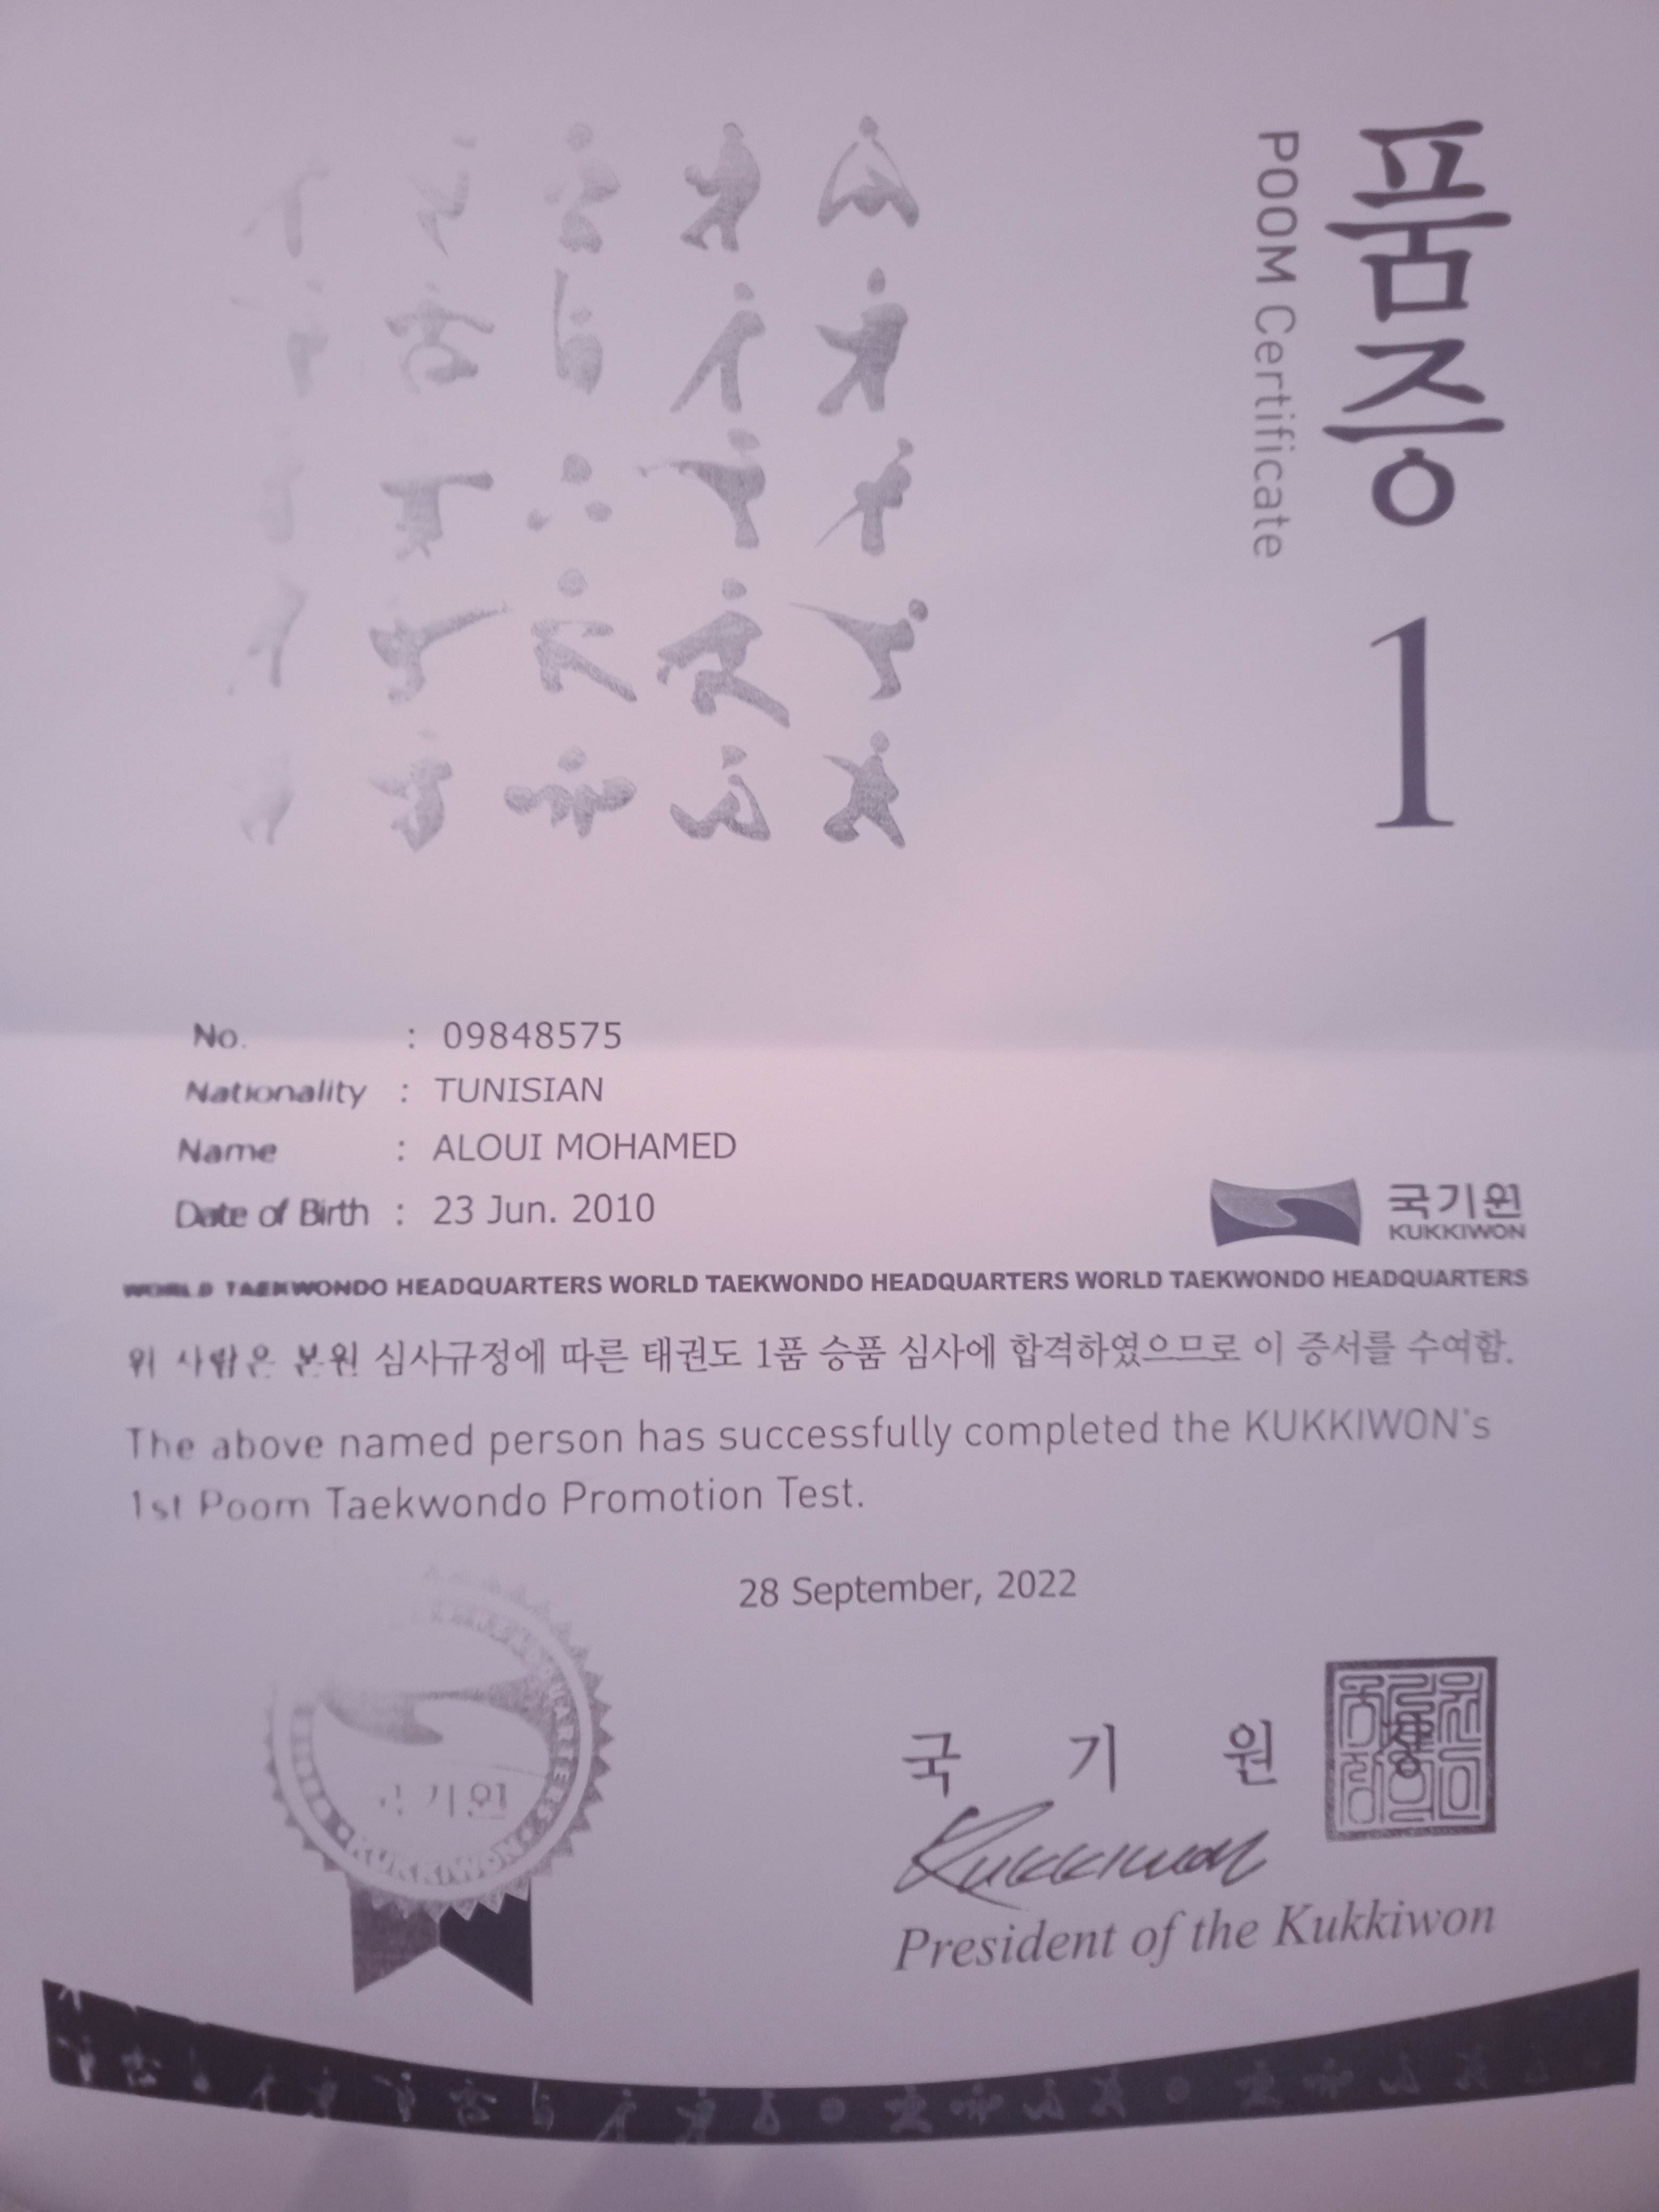 품증 1
POOM Certificate
No. : 09848575
Nationality : TUNISIAN
Name : ALOUI MOHAMED
Date of Birth : 23 Jun. 2010
국기원
KUKKIWON
WORLD TAEKWONDO HEADQUARTERS WORLD TAEKWONDO HEADQUARTERS WORLD TAEKWONDO HEADQUARTERS
위 사람은 본원 심사규정에 따른 태권도 1품 승품 심사에 합격하였으므로 이 증서를 수여함.
The above named person has successfully completed the KUKKIWON's
1st Poom Taekwondo Promotion Test.
28 September, 2022
국기원
KUKKIWON
국 기 원
Kukkiwon
President of the Kukkiwon